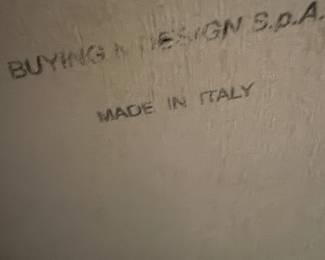 BUYING & DESIGN S.p.A.
MADE IN ITALY